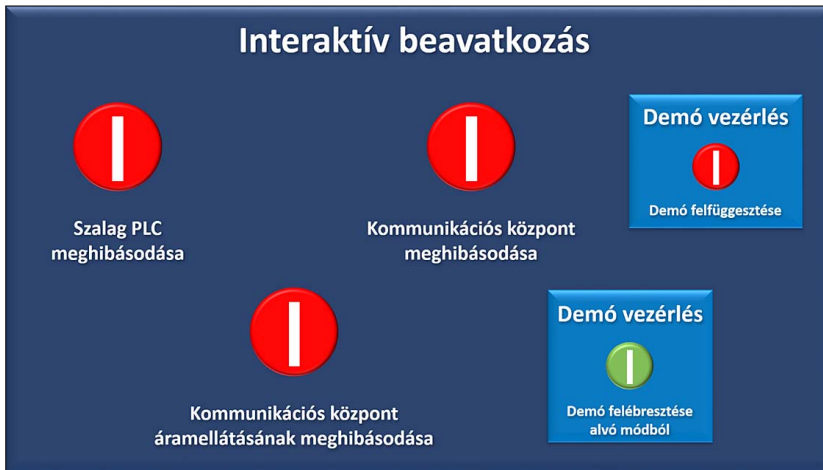 Interaktív beavatkozás
Szalag PLC
meghibásodása
Kommunikációs központ
meghibásodása
Demó vezérlés
Demó felfüggesztése
Kommunikációs központ
áramellátásának meghibásodása
Demó vezérlés
Demó felébresztése
alvó módból